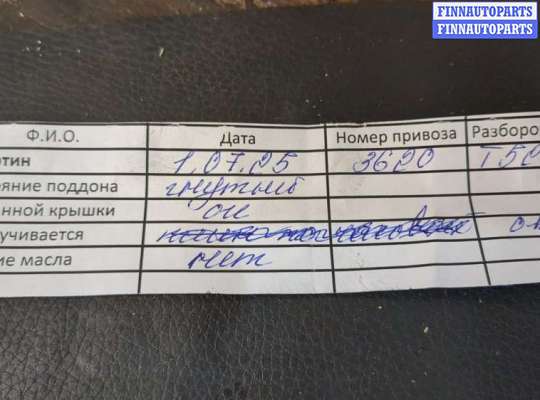 FINNAUTOPARTS
FINNAUTOPARTS
Ф.И.О. Дата Номер привоза Разборо
тин 1.07.25 3620 Т5
яние поддона гнутый
нной крышки ок
учивается
ие масла нет